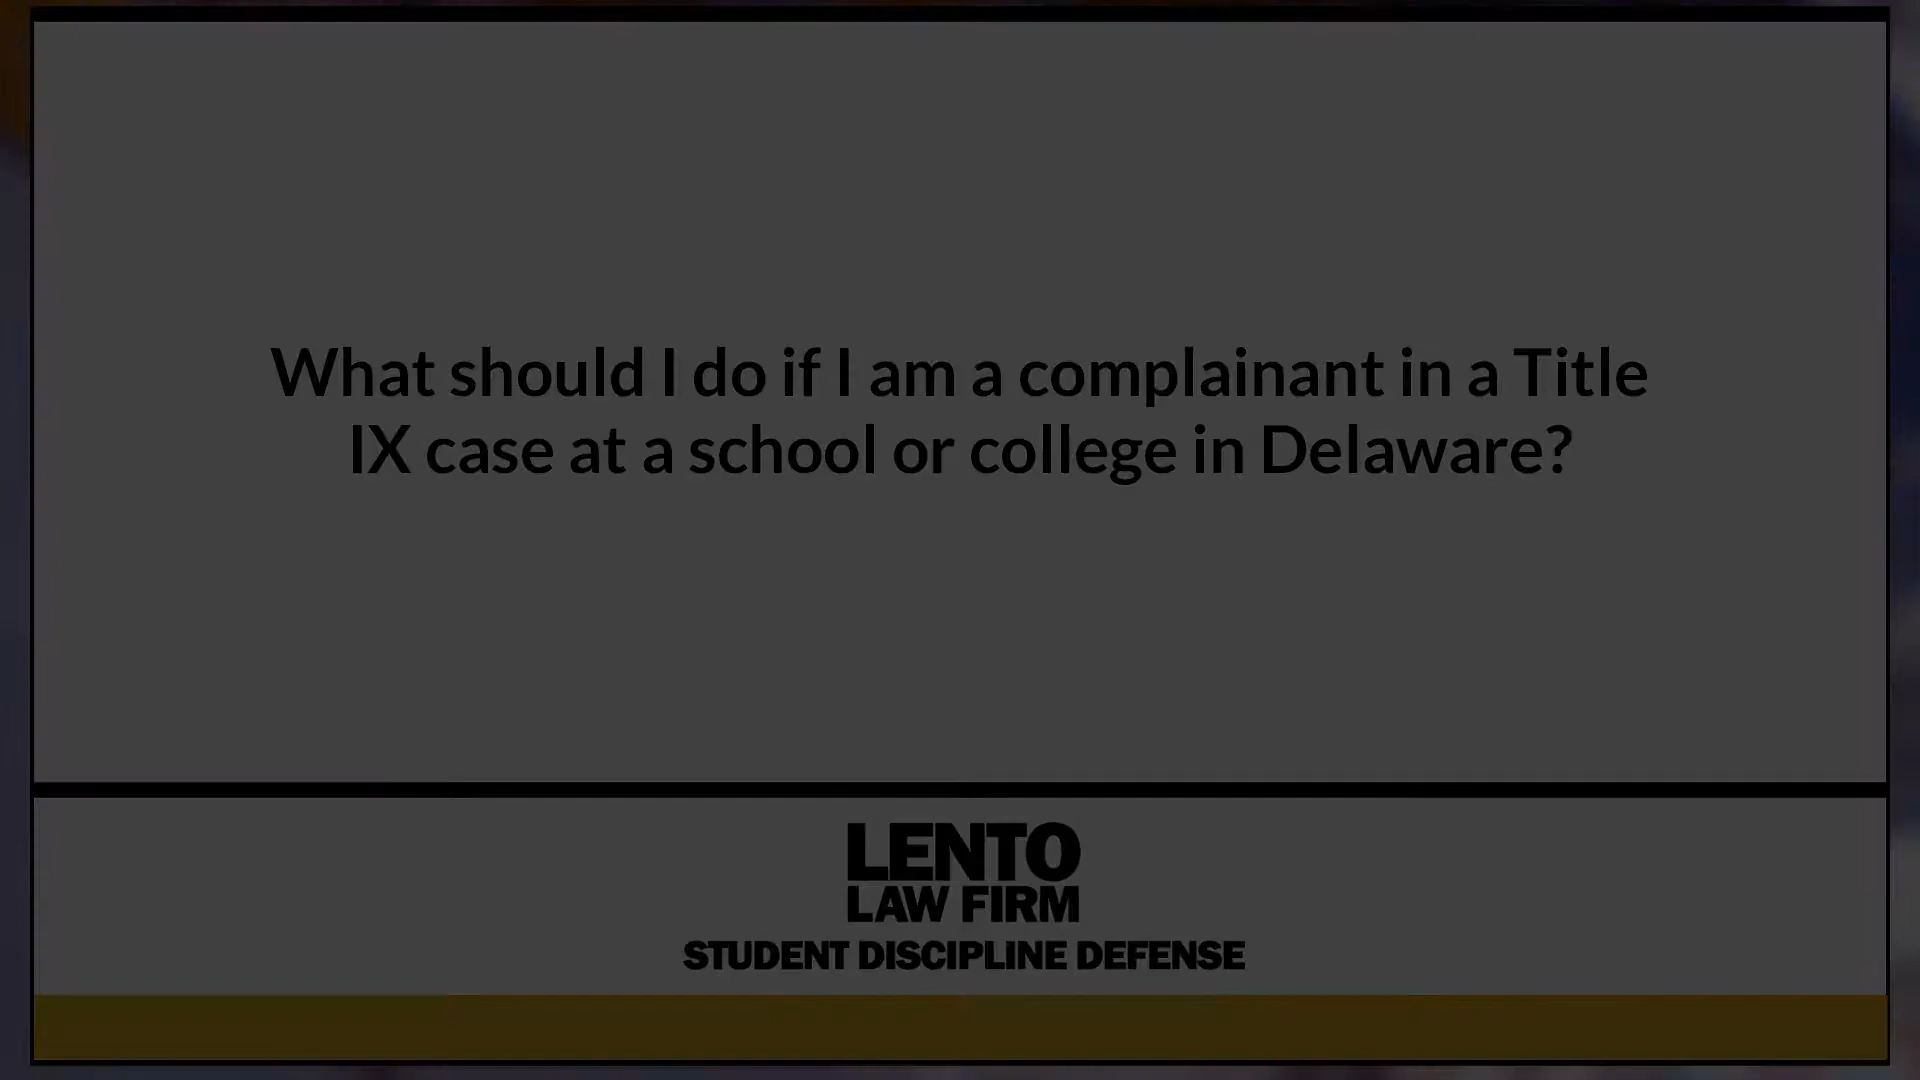 What should I do if I am a complainant in a Title
IX case at a school or college in Delaware?
LENTO
LAW FIRM
STUDENT DISCIPLINE DEFENSE